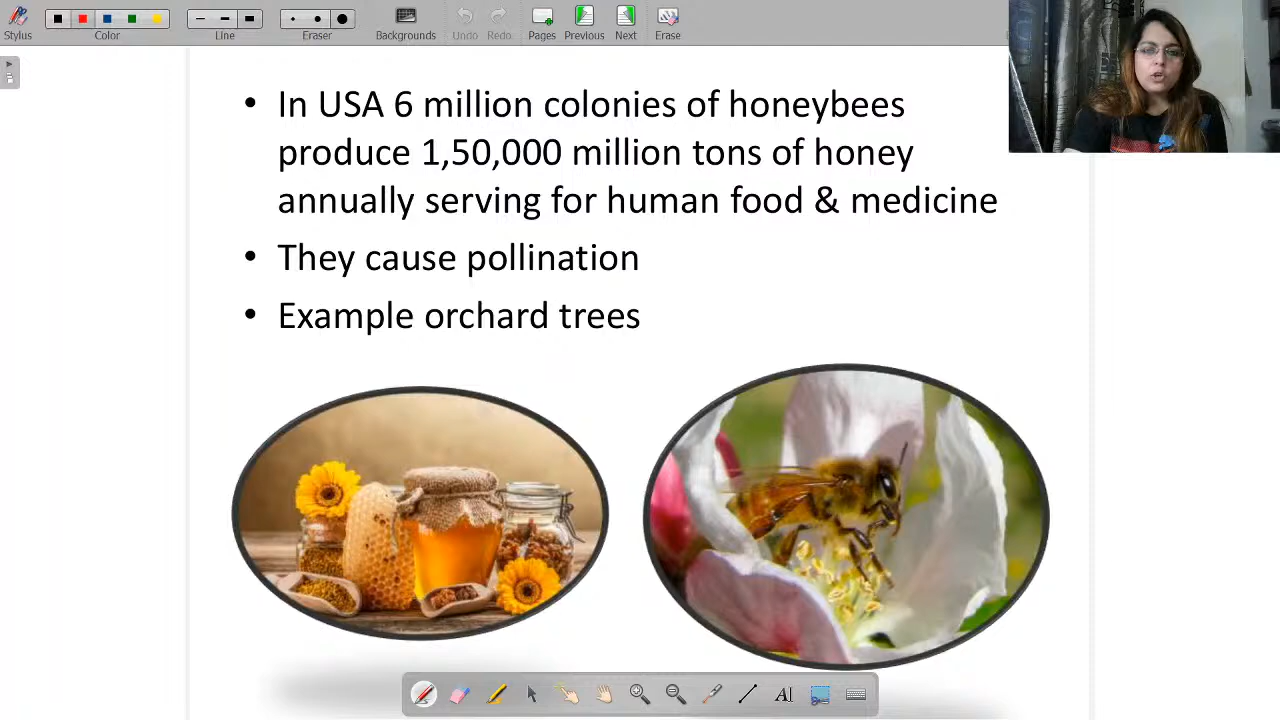 Stylus
Color
Line
Eraser
Backgrounds
Undo
Redo
Pages
Previous
Next
Erase
• In USA 6 million colonies of honeybees
produce 1,50,000 million tons of honey
annually serving for human food & medicine
• They cause pollination
• Example orchard trees
AI